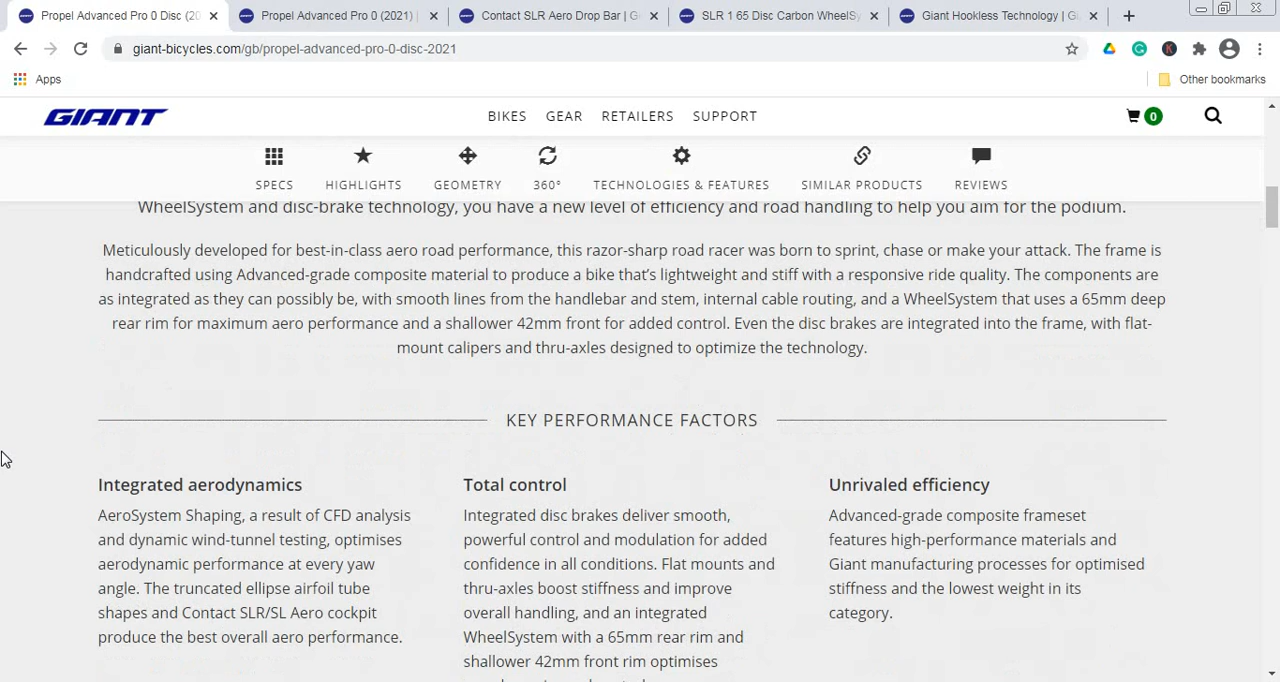 Propel Advanced Pro 0 Disc (20
Propel Advanced Pro 0 (2021) |
Contact SLR Aero Drop Bar | G
SLR 1 65 Disc Carbon WheelSy
Giant Hookless Technology | G
giant-bicycles.com/gb/propel-advanced-pro-0-disc-2021
Apps
Other bookmarks
GIANT
BIKES GEAR RETAILERS SUPPORT
0
SPECS HIGHLIGHTS GEOMETRY 360° TECHNOLOGIES & FEATURES SIMILAR PRODUCTS REVIEWS
WheelSystem and disc-brake technology, you have a new level of efficiency and road handling to help you aim for the podium.
Meticulously developed for best-in-class aero road performance, this razor-sharp road racer was born to sprint, chase or make your attack. The frame is
handcrafted using Advanced-grade composite material to produce a bike that's lightweight and stiff with a responsive ride quality. The components are
as integrated as they can possibly be, with smooth lines from the handlebar and stem, internal cable routing, and a WheelSystem that uses a 65mm deep
rear rim for maximum aero performance and a shallower 42mm front for added control. Even the disc brakes are integrated into the frame, with flat-
mount calipers and thru-axles designed to optimize the technology.
KEY PERFORMANCE FACTORS
Integrated aerodynamics
AeroSystem Shaping, a result of CFD analysis
and dynamic wind-tunnel testing, optimises
aerodynamic performance at every yaw
angle. The truncated ellipse airfoil tube
shapes and Contact SLR/SL Aero cockpit
produce the best overall aero performance.
Total control
Integrated disc brakes deliver smooth,
powerful control and modulation for added
confidence in all conditions. Flat mounts and
thru-axles boost stiffness and improve
overall handling, and an integrated
WheelSystem with a 65mm rear rim and
shallower 42mm front rim optimises
Unrivaled efficiency
Advanced-grade composite frameset
features high-performance materials and
Giant manufacturing processes for optimised
stiffness and the lowest weight in its
category.